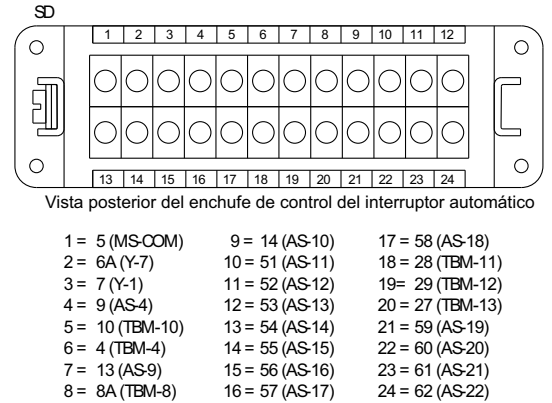 SD
1 2 3 4 5 6 7 8 9 10 11 12
13 14 15 16 17 18 19 20 21 22 23 24
Vista posterior del enchufe de control del interruptor automático
1 = 5 (MS-COM) 9 = 14 (AS-10) 17 = 58 (AS-18)
2 = 6A (Y-7) 10 = 51 (AS-11) 18 = 28 (TBM-11)
3 = 7 (Y-1) 11 = 52 (AS-12) 19= 29 (TBM-12)
4 = 9 (AS-4) 12 = 53 (AS-13) 20 = 27 (TBM-13)
5 = 10 (TBM-10) 13 = 54 (AS-14) 21 = 59 (AS-19)
6 = 4 (TBM-4) 14 = 55 (AS-15) 22 = 60 (AS-20)
7 = 13 (AS-9) 15 = 56 (AS-16) 23 = 61 (AS-21)
8 = 8A (TBM-8) 16 = 57 (AS-17) 24 = 62 (AS-22)